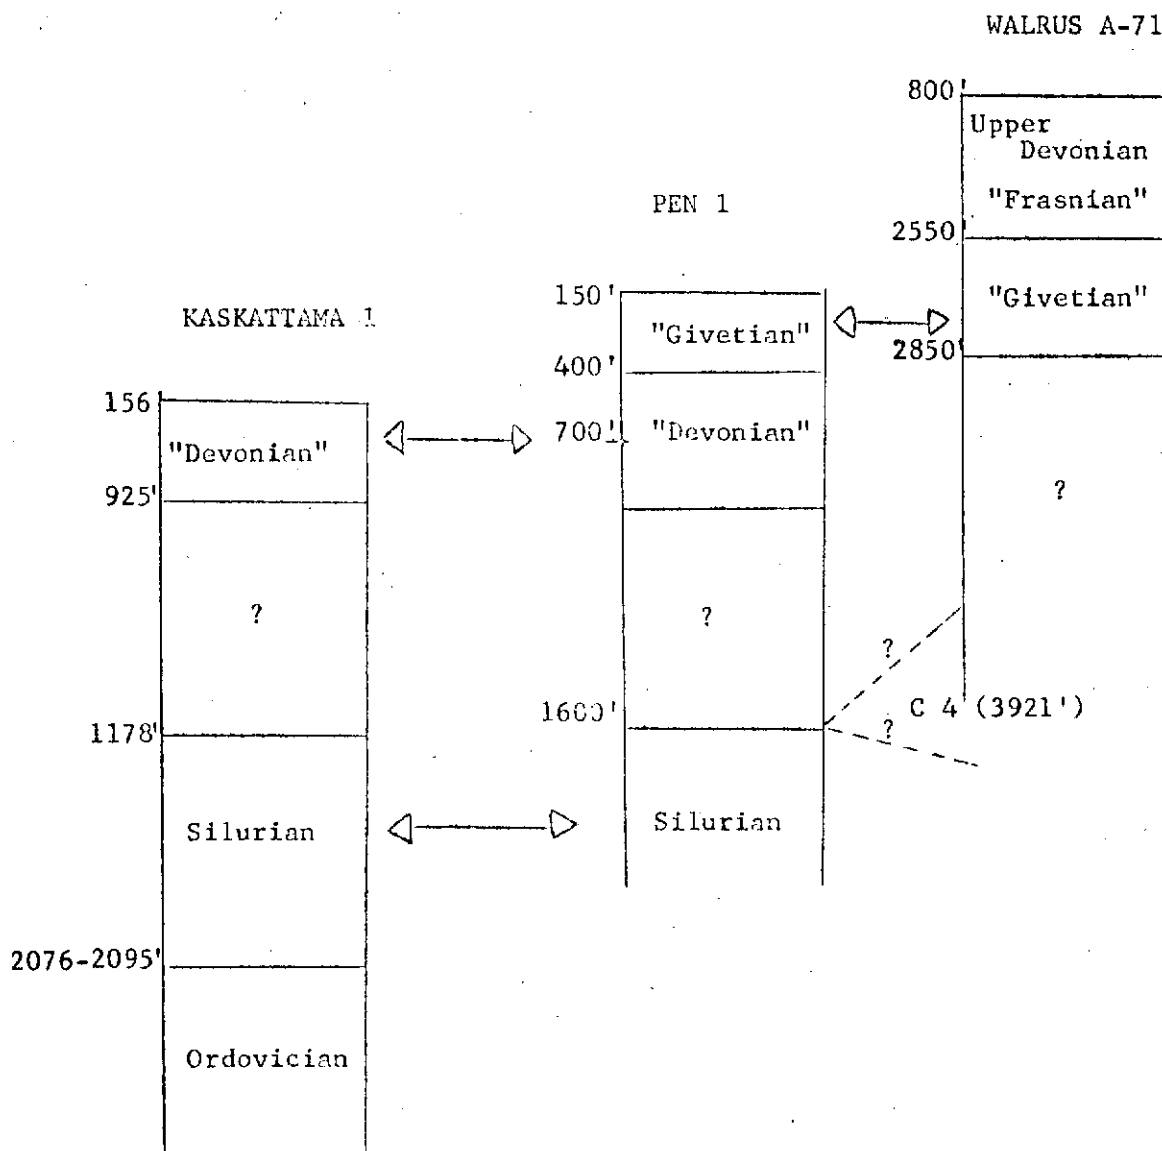 WALRUS A-71
800'
Upper
Devonian
"Frasnian"
2550'
"Givetian"
2850'
?
C 4 (3921')
PEN 1
150'
"Givetian"
400'
700'
"Devonian"
?
1600'
Silurian
?
?
KASKATTAMA 1
156'
"Devonian"
925'
?
1178'
Silurian
2076-2095'
Ordovician